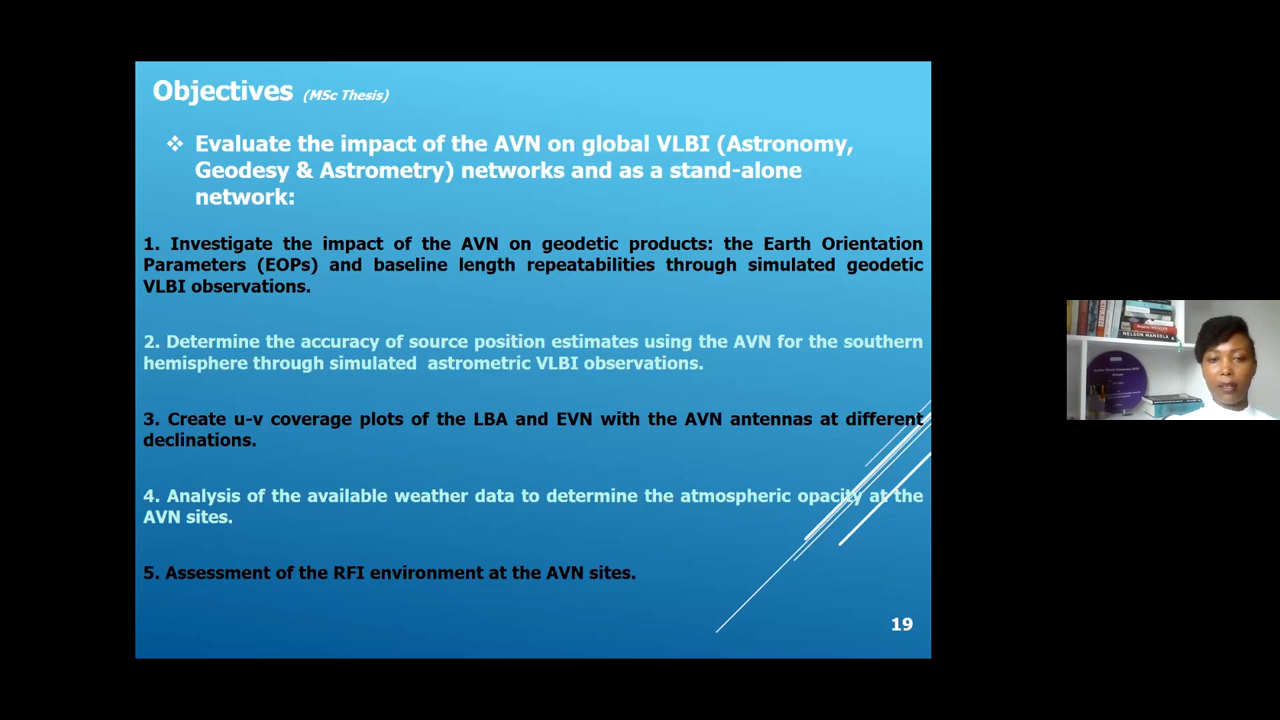 Objectives (MSc Thesis)
❖ Evaluate the impact of the AVN on global VLBI (Astronomy,
Geodesy & Astrometry) networks and as a stand-alone
network:
1. Investigate the impact of the AVN on geodetic products: the Earth Orientation
Parameters (EOPs) and baseline length repeatabilities through simulated geodetic
VLBI observations.
2. Determine the accuracy of source position estimates using the AVN for the southern
hemisphere through simulated astrometric VLBI observations.
3. Create u-v coverage plots of the LBA and EVN with the AVN antennas at different
declinations.
4. Analysis of the available weather data to determine the atmospheric opacity at the
AVN sites.
5. Assessment of the RFI environment at the AVN sites.
19
NELSON MANDELA